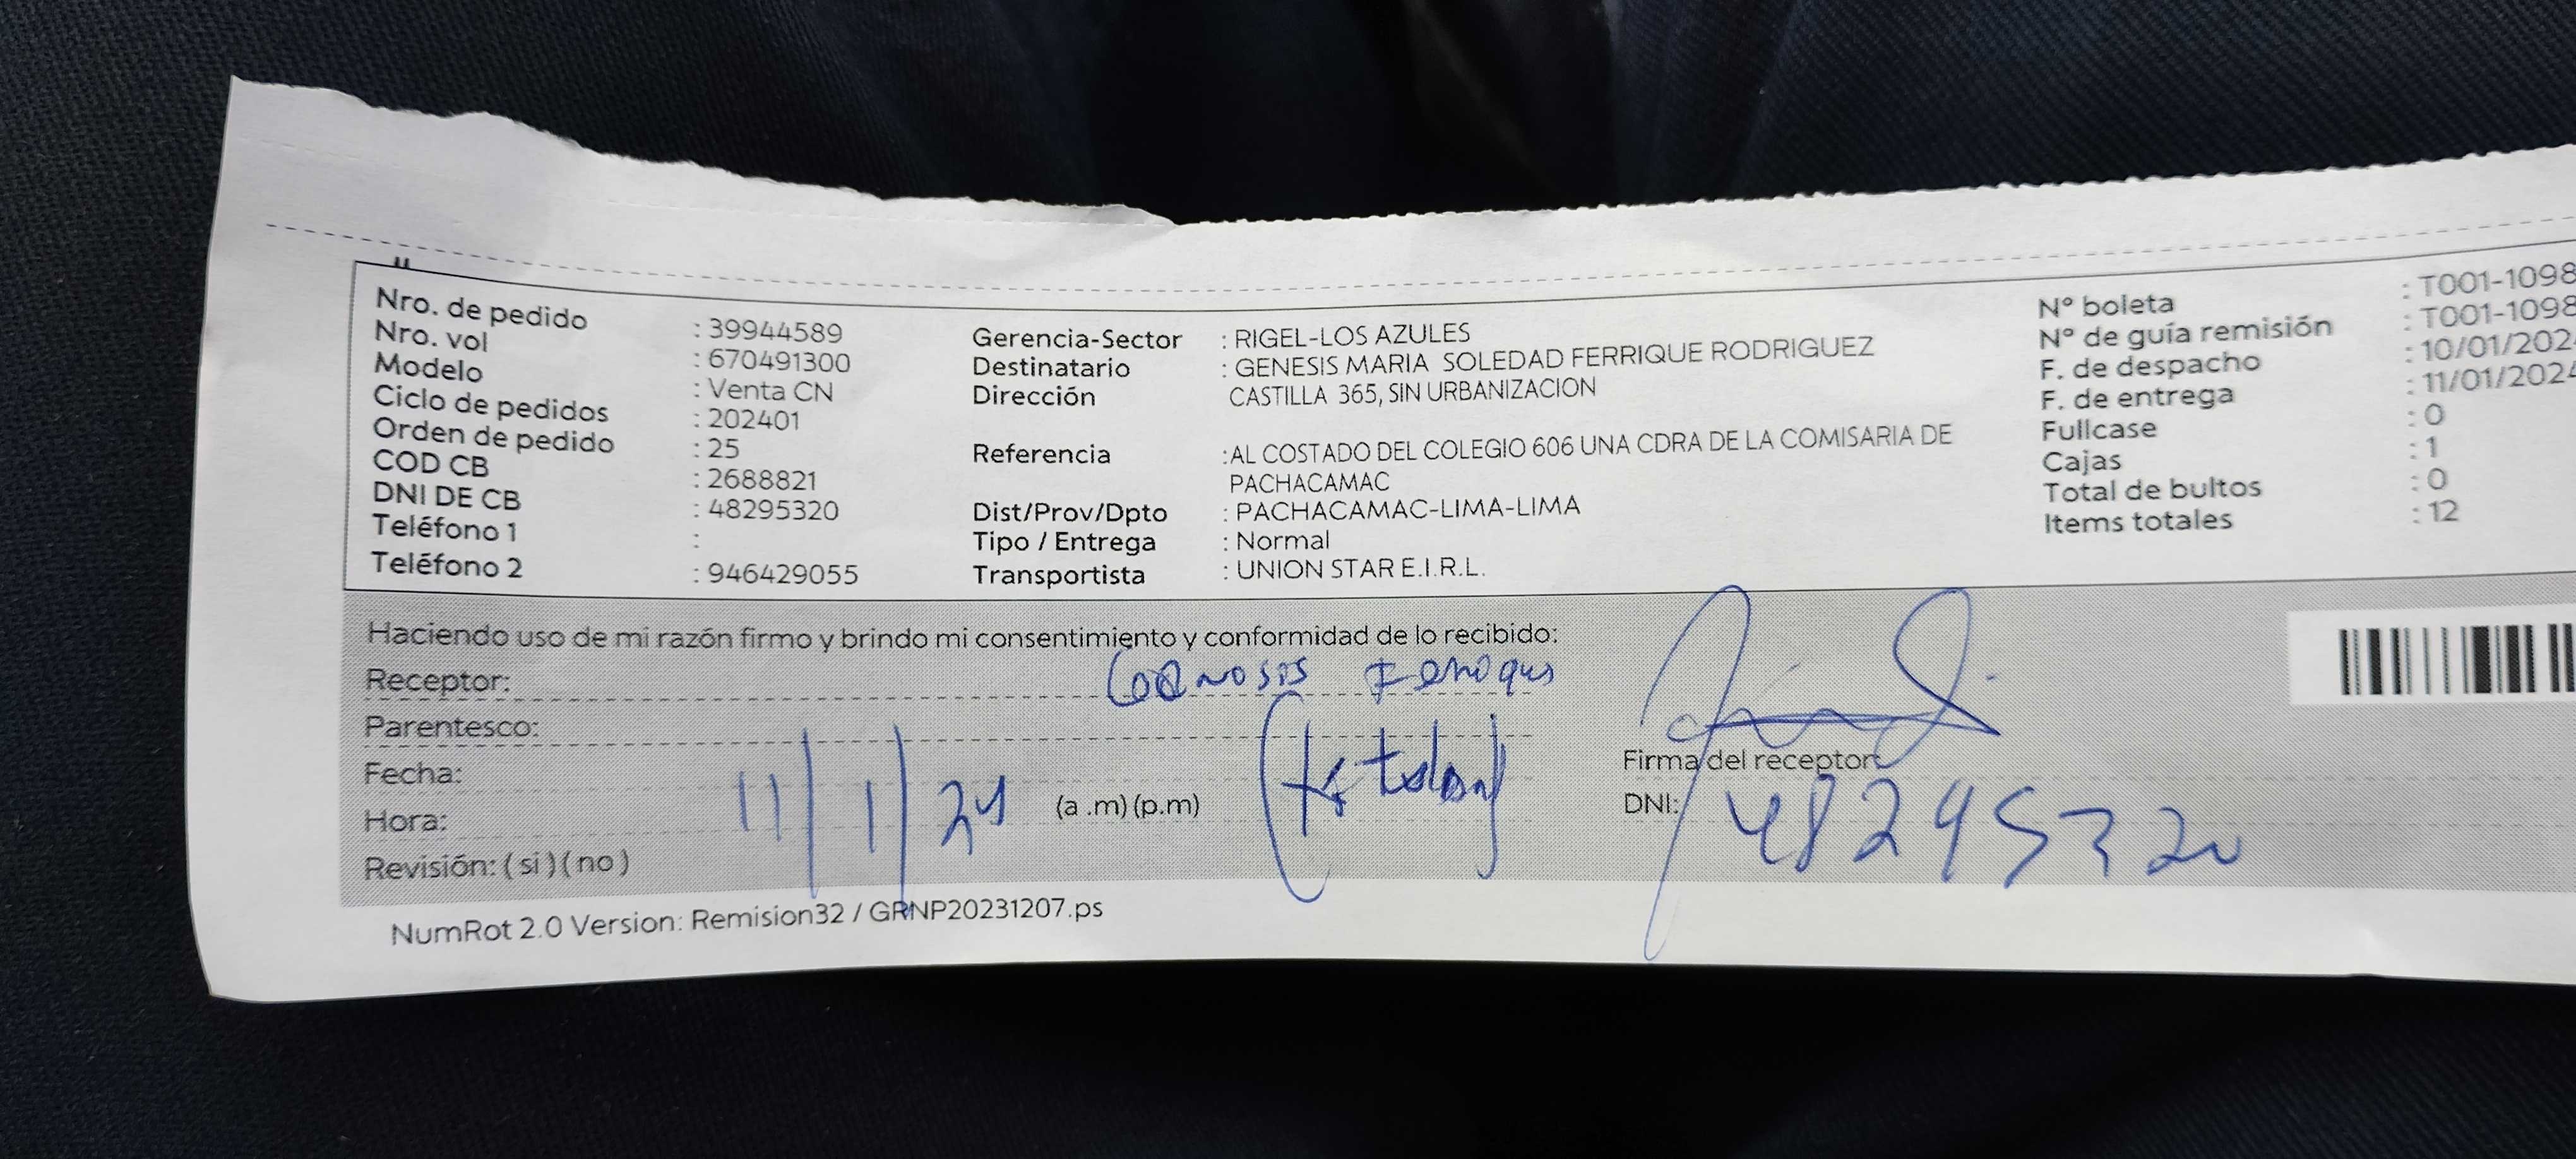 Nro. de pedido : 39944589
Nro. vol : 670491300
Modelo : Venta CN
Ciclo de pedidos : 202401
Orden de pedido : 25
COD CB : 2688821
DNI DE CB : 48295320
Teléfono 1 :
Teléfono 2 : 946429055
Gerencia-Sector : RIGEL-LOS AZULES
Destinatario : GENESIS MARIA SOLEDAD FERRIQUE RODRIGUEZ
Dirección CASTILLA 365, SIN URBANIZACION
Referencia :AL COSTADO DEL COLEGIO 606 UNA CDRA DE LA COMISARIA DE
PACHACAMAC
Dist/Prov/Dpto : PACHACAMAC-LIMA-LIMA
Tipo / Entrega : Normal
Transportista : UNION STAR E.I.R.L.
Nº boleta : T001-1098
Nº de guía remisión : T001-1098
F. de despacho : 10/01/202
F. de entrega : 11/01/2024
Fullcase : 0
Cajas : 1
Total de bultos : 0
Items totales : 12
Haciendo uso de mi razón firmo y brindo mi consentimiento y conformidad de lo recibido:
Receptor:
Parentesco:
Fecha: 11/1/24
Hora: (a .m) (p.m)
Revisión: ( si ) ( no )
Firma del receptor
DNI: 48295320
NumRot 2.0 Version: Remision32 / GRNP20231207.ps